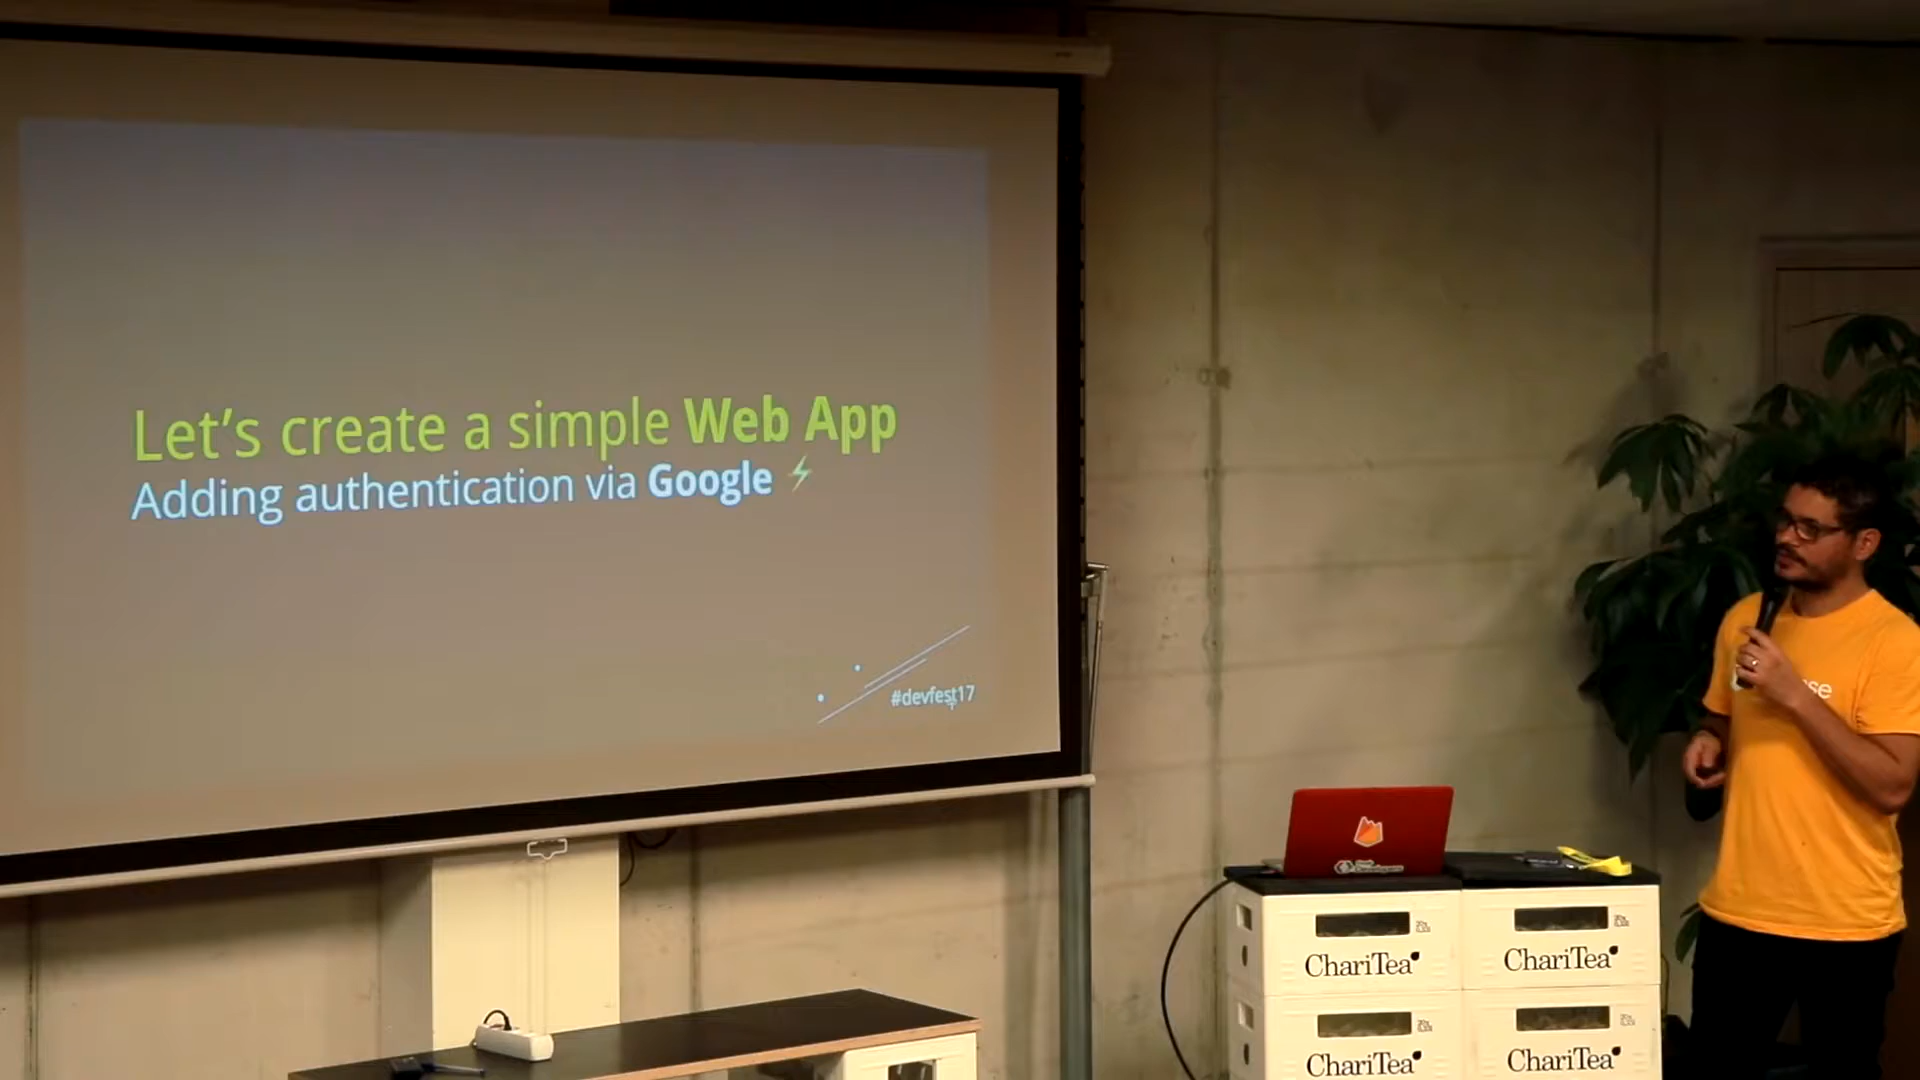 Let's create a simple Web App
Adding authentication via Google ⚡
#devfest17
ChariTea
ChariTea
ChariTea
ChariTea